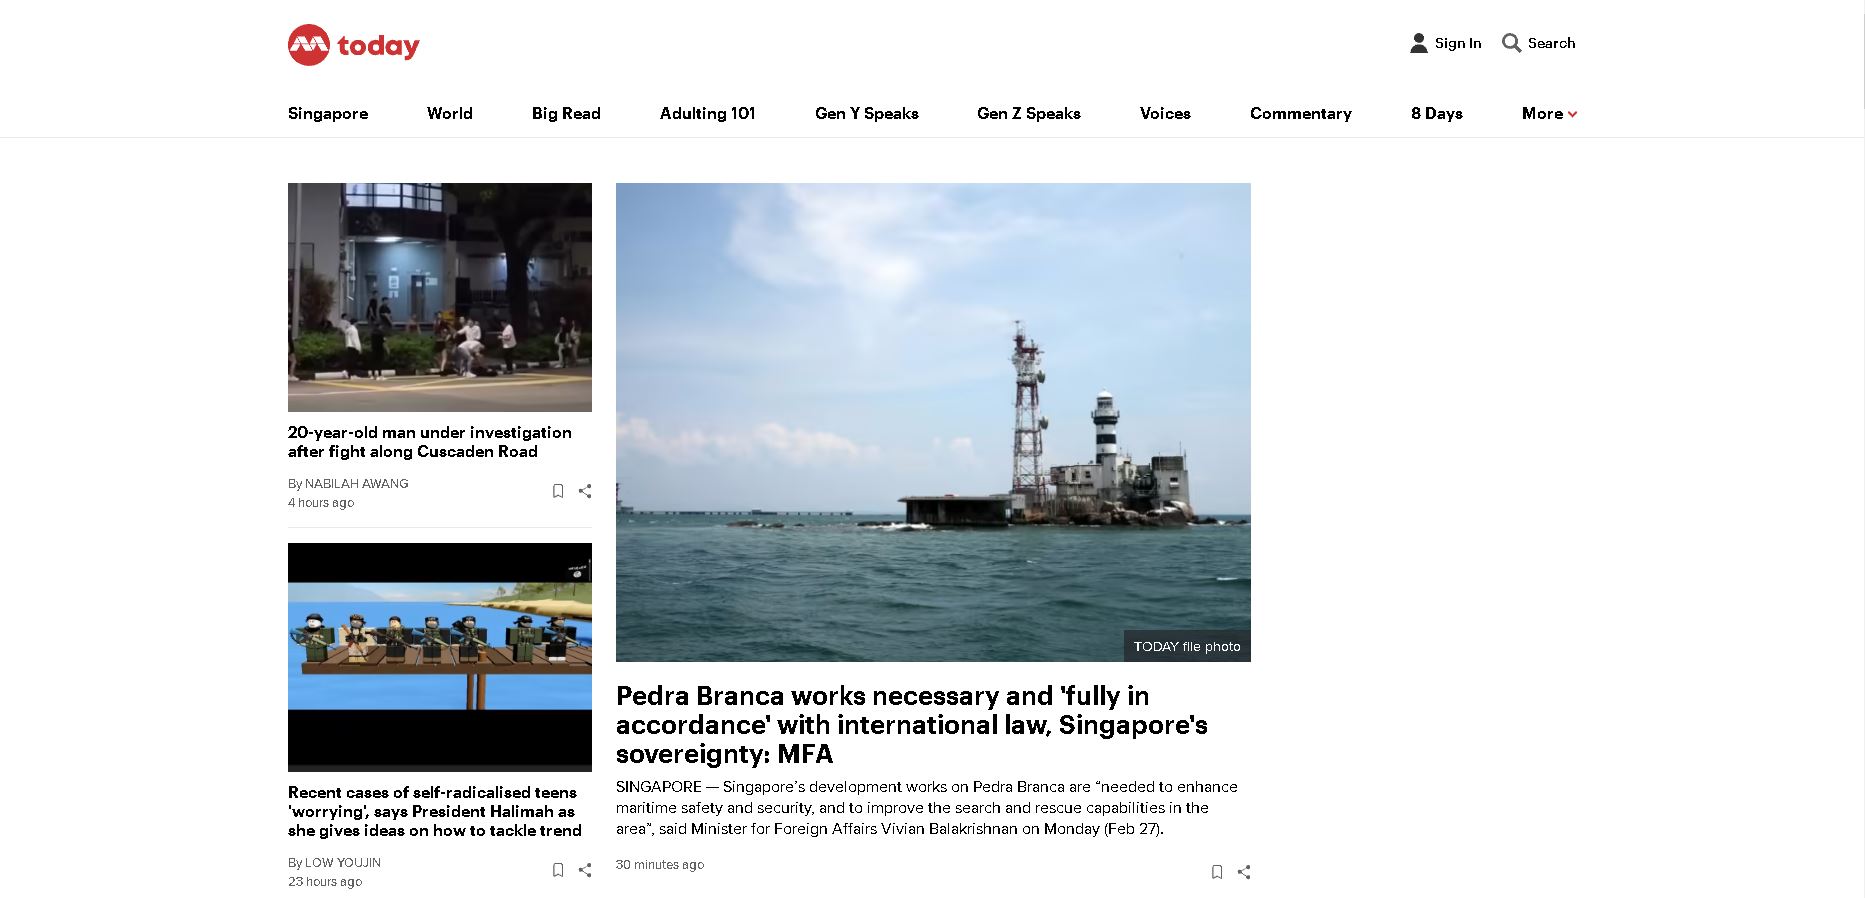 today
Sign In
Search
Singapore
World
Big Read
Adulting 101
Gen Y Speaks
Gen Z Speaks
Voices
Commentary
8 Days
More
20-year-old man under investigation
after fight along Cuscaden Road
By NABILAH AWANG
4 hours ago
Recent cases of self-radicalised teens
'worrying', says President Halimah as
she gives ideas on how to tackle trend
By LOW YOUJIN
23 hours ago
TODAY file photo
Pedra Branca works necessary and 'fully in
accordance' with international law, Singapore's
sovereignty: MFA
SINGAPORE — Singapore’s development works on Pedra Branca are “needed to enhance
maritime safety and security, and to improve the search and rescue capabilities in the
area”, said Minister for Foreign Affairs Vivian Balakrishnan on Monday (Feb 27).
30 minutes ago